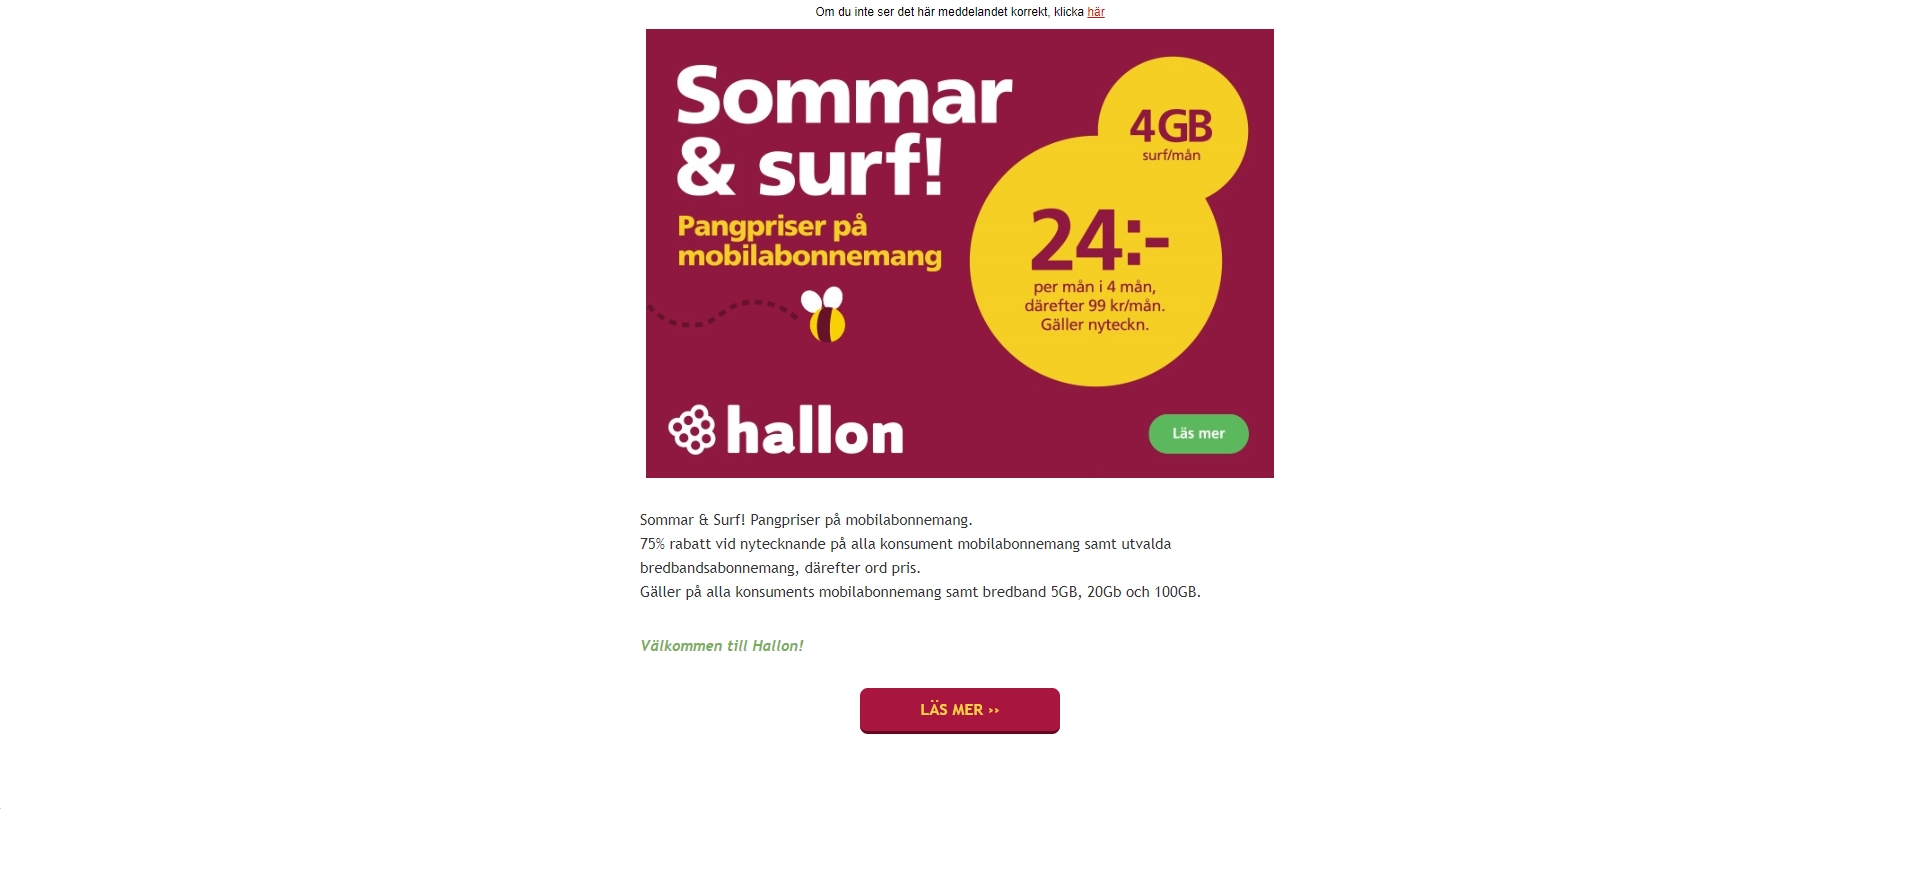 Om du inte ser det här meddelandet korrekt, klicka här
Sommar
& surf!
Pangpriser på
mobilabonnemang
4GB
surf/mån
24:-
per mån i 4 mån,
därefter 99 kr/mån.
Gäller nyteckn.
hallon
Läs mer
Sommar & Surf! Pangpriser på mobilabonnemang.
75% rabatt vid nytecknande på alla konsument mobilabonnemang samt utvalda
bredbandsabonnemang, därefter ord pris.
Gäller på alla konsuments mobilabonnemang samt bredband 5GB, 20Gb och 100GB.
Välkommen till Hallon!
LÄS MER ››